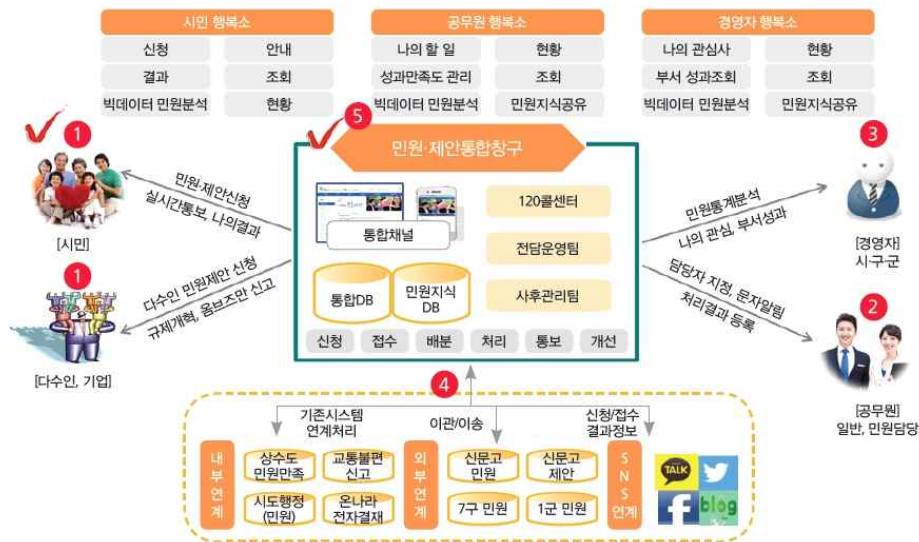 시민 행복소
신청
안내
결과
조회
빅데이터 민원분석
현황
공무원 행복소
나의 할 일
현황
성과만족도 관리
조회
빅데이터 민원분석
민원지식공유
경영자 행복소
나의 관심사
현황
부서 성과조회
조회
빅데이터 민원분석
민원지식공유
1
[시민]
민원·제안신청
실시간통보, 나의결과
1
[다수인, 기업]
다수인 민원제안 신청
규제개혁, 옴브즈만 신고
5
민원·제안통합창구
통합채널
통합DB
민원지식
DB
120콜센터
전담운영팀
사후관리팀
신청
접수
배분
처리
통보
개선
민원통계분석
나의 관심, 부서성과
3
[경영자]
시·구·군
담당자 지정, 문자알림
처리결과 등록
2
[공무원]
일반, 민원담당
4
기존시스템
연계처리
이관/이송
신청/접수
결과정보
내부연계
상수도
민원만족
교통불편
신고
시도행정
(민원)
온나라
전자결재
외부연계
신문고
민원
신문고
제안
7구 민원
1군 민원
SNS연계
TALK
f
blog